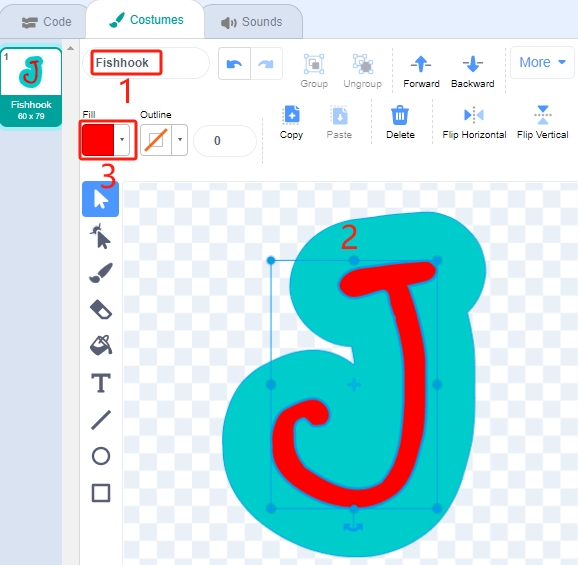 Code Costumes Sounds
1
Fishhook
60 x 79
Fishhook
1
Group Ungroup Forward Backward More
Fill Outline
0
Copy Paste Delete Flip Horizontal Flip Vertical
3
2
T
J